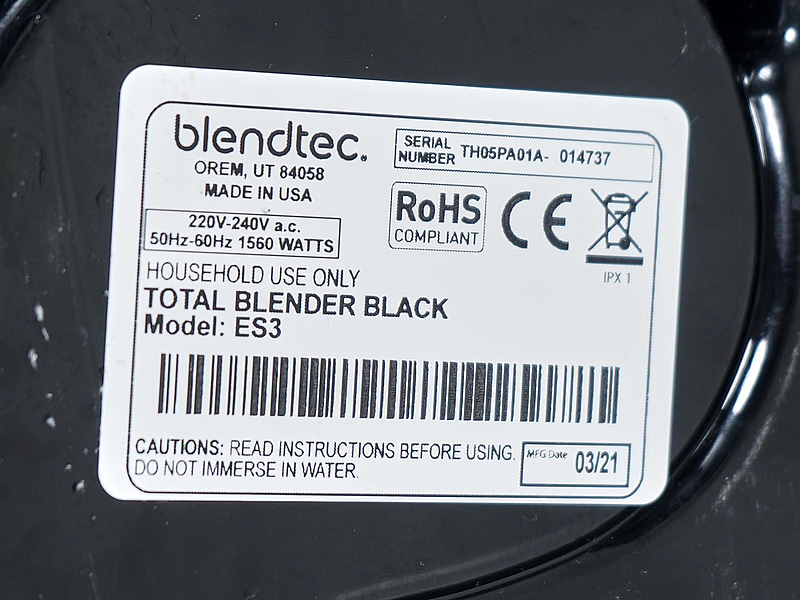 blendtec.
OREM, UT 84058
MADE IN USA
SERIAL NUMBER TH05PA01A- 014737
220V-240V a.c.
50Hz-60Hz 1560 WATTS
RoHS
COMPLIANT
CE
IPX 1
HOUSEHOLD USE ONLY
TOTAL BLENDER BLACK
Model: ES3
CAUTIONS: READ INSTRUCTIONS BEFORE USING.
DO NOT IMMERSE IN WATER.
MFG Date 03/21